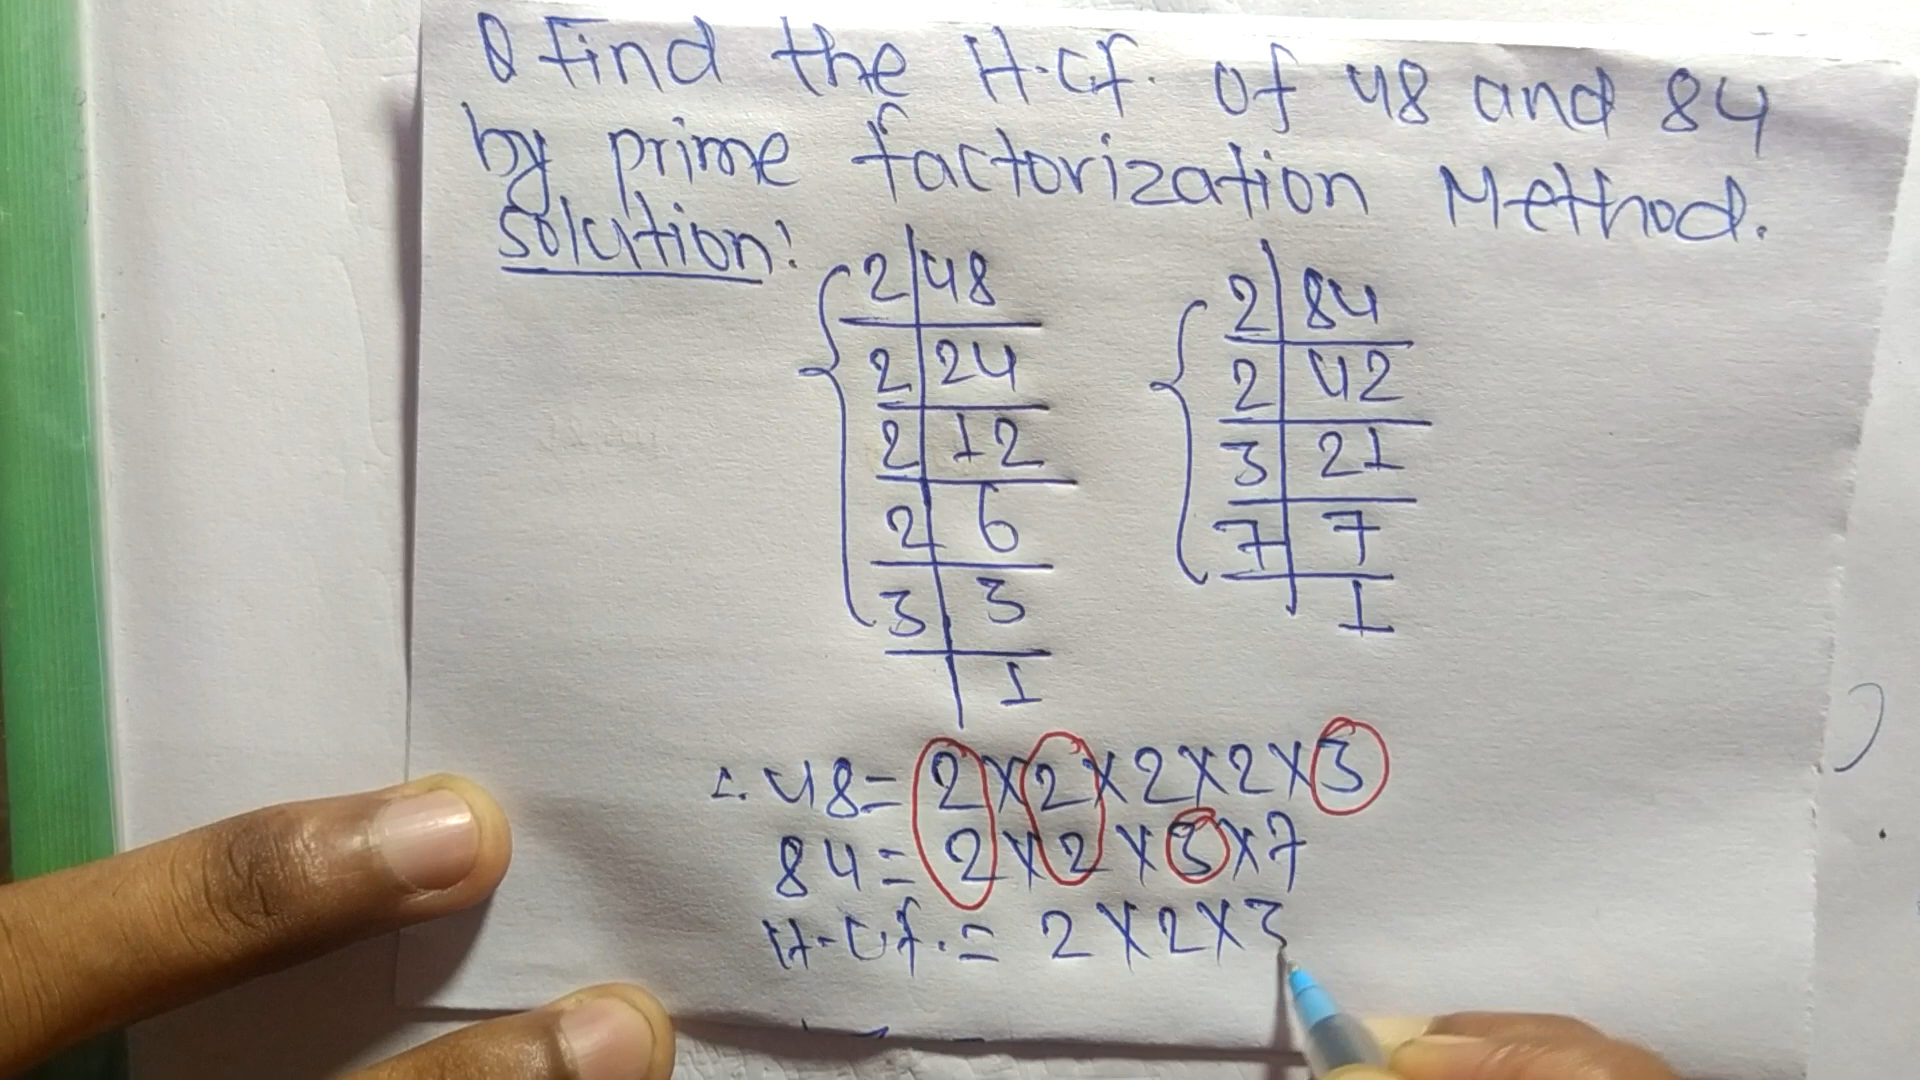 Q Find the H.C.f. of 48 and 84
by prime factorization Method.
Solution:
2 48
2 24
2 12
2 6
3 3
1
2 84
2 42
3 21
7 7
1
∴ 48 = 2×2×2×2×3
84 = 2×2×3×7
H.C.f. = 2×2×3